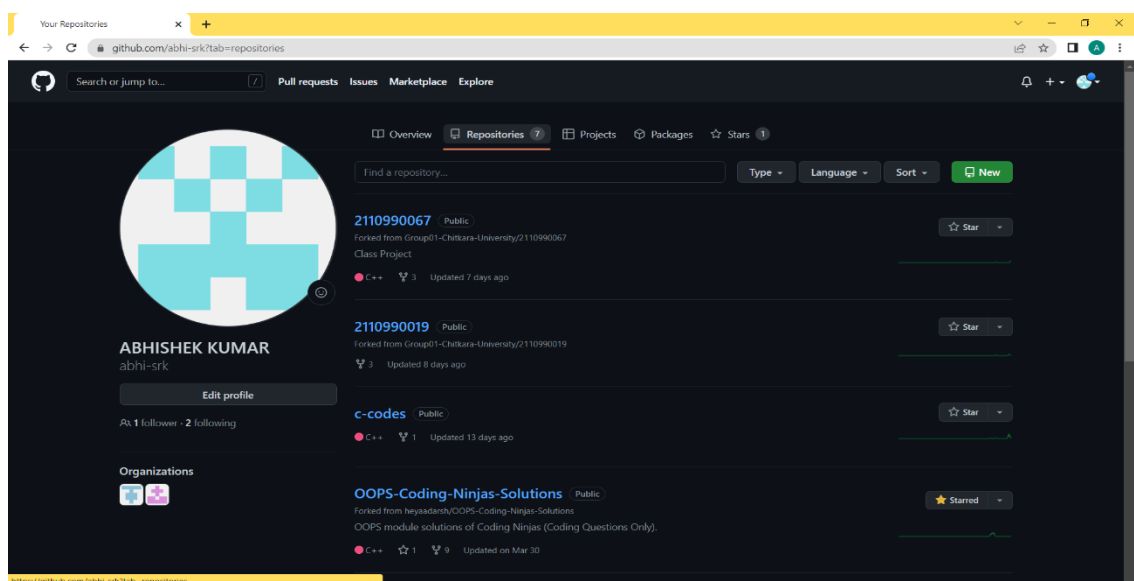 Your Repositories
github.com/abhi-srk?tab=repositories
A
Search or jump to... / Pull requests Issues Marketplace Explore
Overview Repositories 7 Projects Packages Stars 1
Find a repository... Type Language Sort New
2110990067 Public Star
Forked from Group01-Chitkara-University/2110990067
Class Project
C++ 3 Updated 7 days ago
2110990019 Public Star
Forked from Group01-Chitkara-University/2110990019
3 Updated 8 days ago
ABHISHEK KUMAR
abhi-srk
Edit profile
1 follower · 2 following
c-codes Public Star
C++ 1 Updated 13 days ago
Organizations
OOPS-Coding-Ninjas-Solutions Public Starred
Forked from heyaadarsh/OOPS-Coding-Ninjas-Solutions
OOPS module solutions of Coding Ninjas (Coding Questions Only).
C++ 1 9 Updated on Mar 30